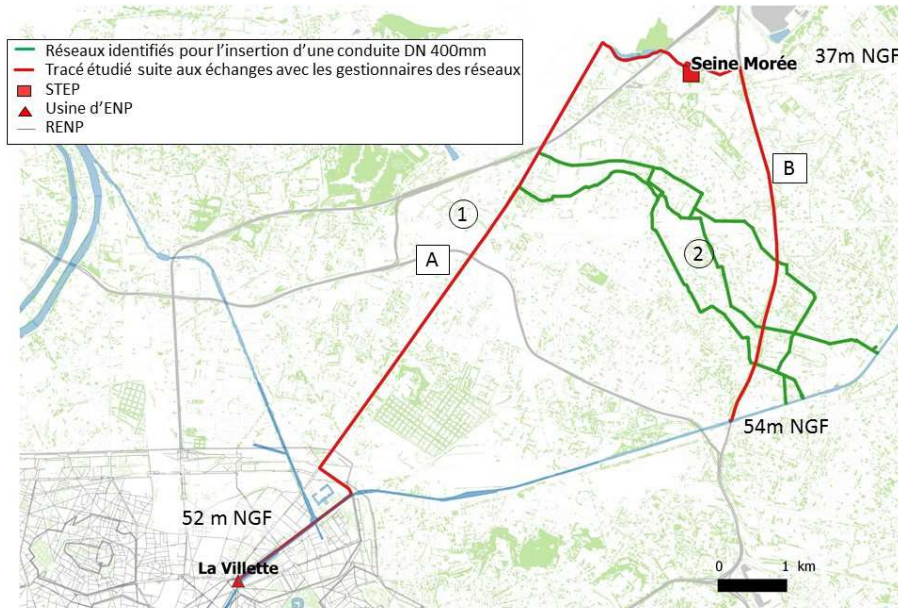 Réseaux identifiés pour l'insertion d'une conduite DN 400mm
Tracé étudié suite aux échanges avec les gestionnaires des réseaux
STEP
Usine d'ENP
RENP
Seine Morée
37m NGF
B
1
A
2
54m NGF
52 m NGF
La Villette
0 1 km